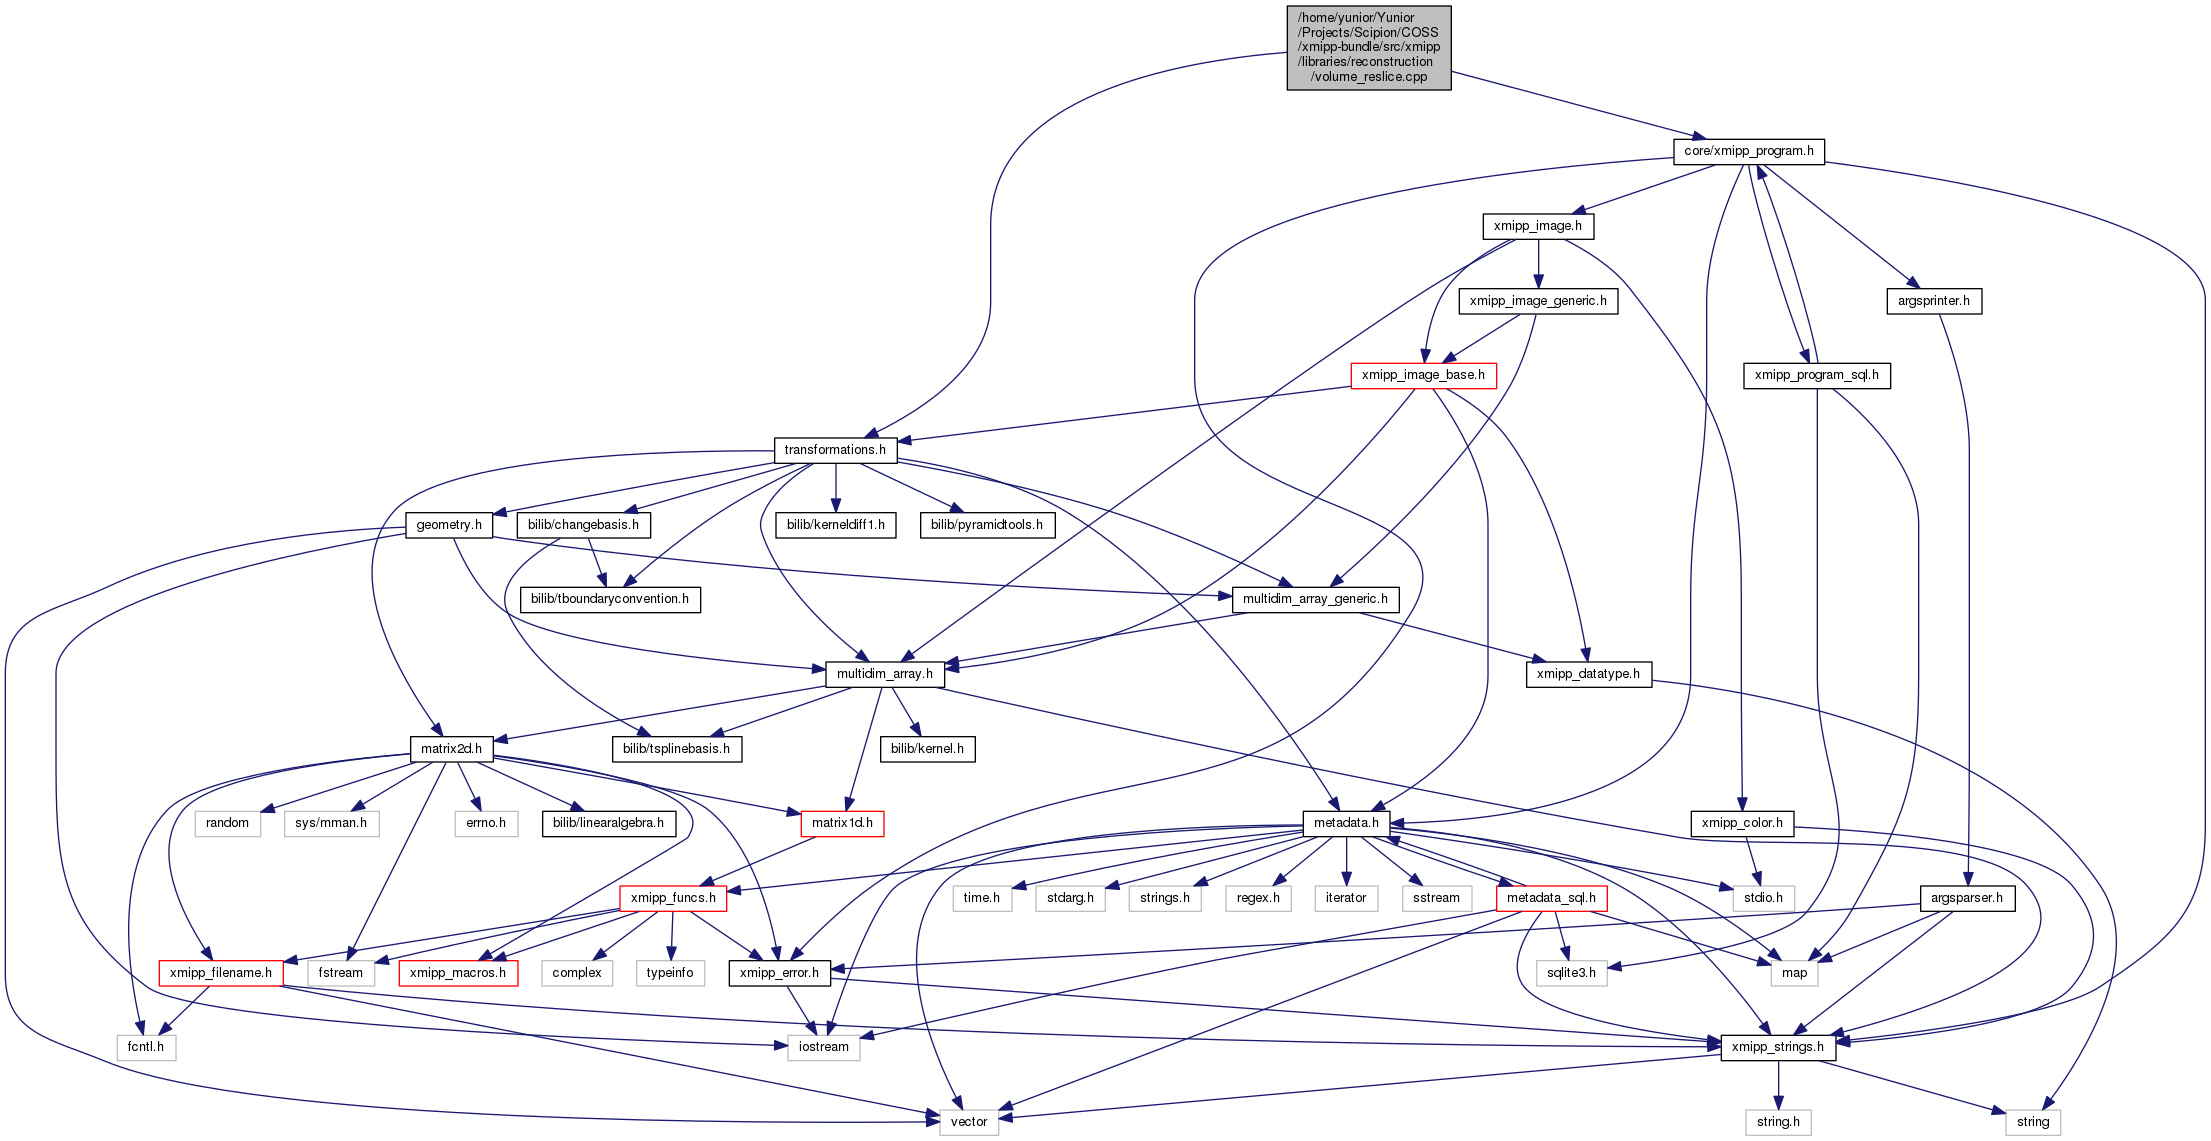 /home/yunior/Yunior
/Projects/Scipion/COSS
/xmipp-bundle/src/xmipp
/libraries/reconstruction
/volume_reslice.cpp
core/xmipp_program.h
xmipp_image.h
xmipp_image_generic.h
argsprinter.h
xmipp_image_base.h
xmipp_program_sql.h
transformations.h
geometry.h
bilib/changebasis.h
bilib/kerneldiff1.h
bilib/pyramidtools.h
bilib/tboundaryconvention.h
multidim_array_generic.h
multidim_array.h
xmipp_datatype.h
matrix2d.h
bilib/tsplinebasis.h
bilib/kernel.h
random
sys/mman.h
errno.h
bilib/linearalgebra.h
matrix1d.h
metadata.h
xmipp_color.h
xmipp_funcs.h
time.h
stdarg.h
strings.h
regex.h
iterator
sstream
metadata_sql.h
stdio.h
argsparser.h
xmipp_filename.h
fstream
xmipp_macros.h
complex
typeinfo
xmipp_error.h
sqlite3.h
map
fcntl.h
iostream
xmipp_strings.h
vector
string.h
string